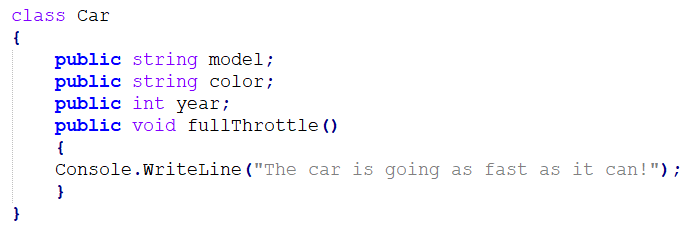 class Car
{
    public string model;
    public string color;
    public int year;
    public void fullThrottle()
    {
    Console.WriteLine("The car is going as fast as it can!");
    }
}